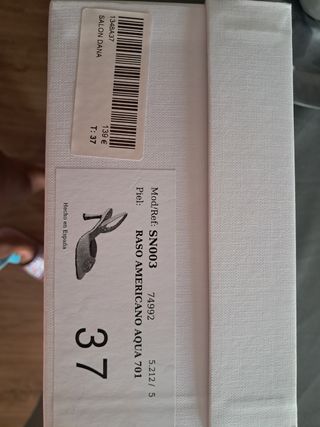 1348A37
SALON DANA
139 €
T: 37
Mod/Ref: SN003 74992 5.212 / 5
Piel: RASO AMERICANO AQUA 701
37
Hecho en España